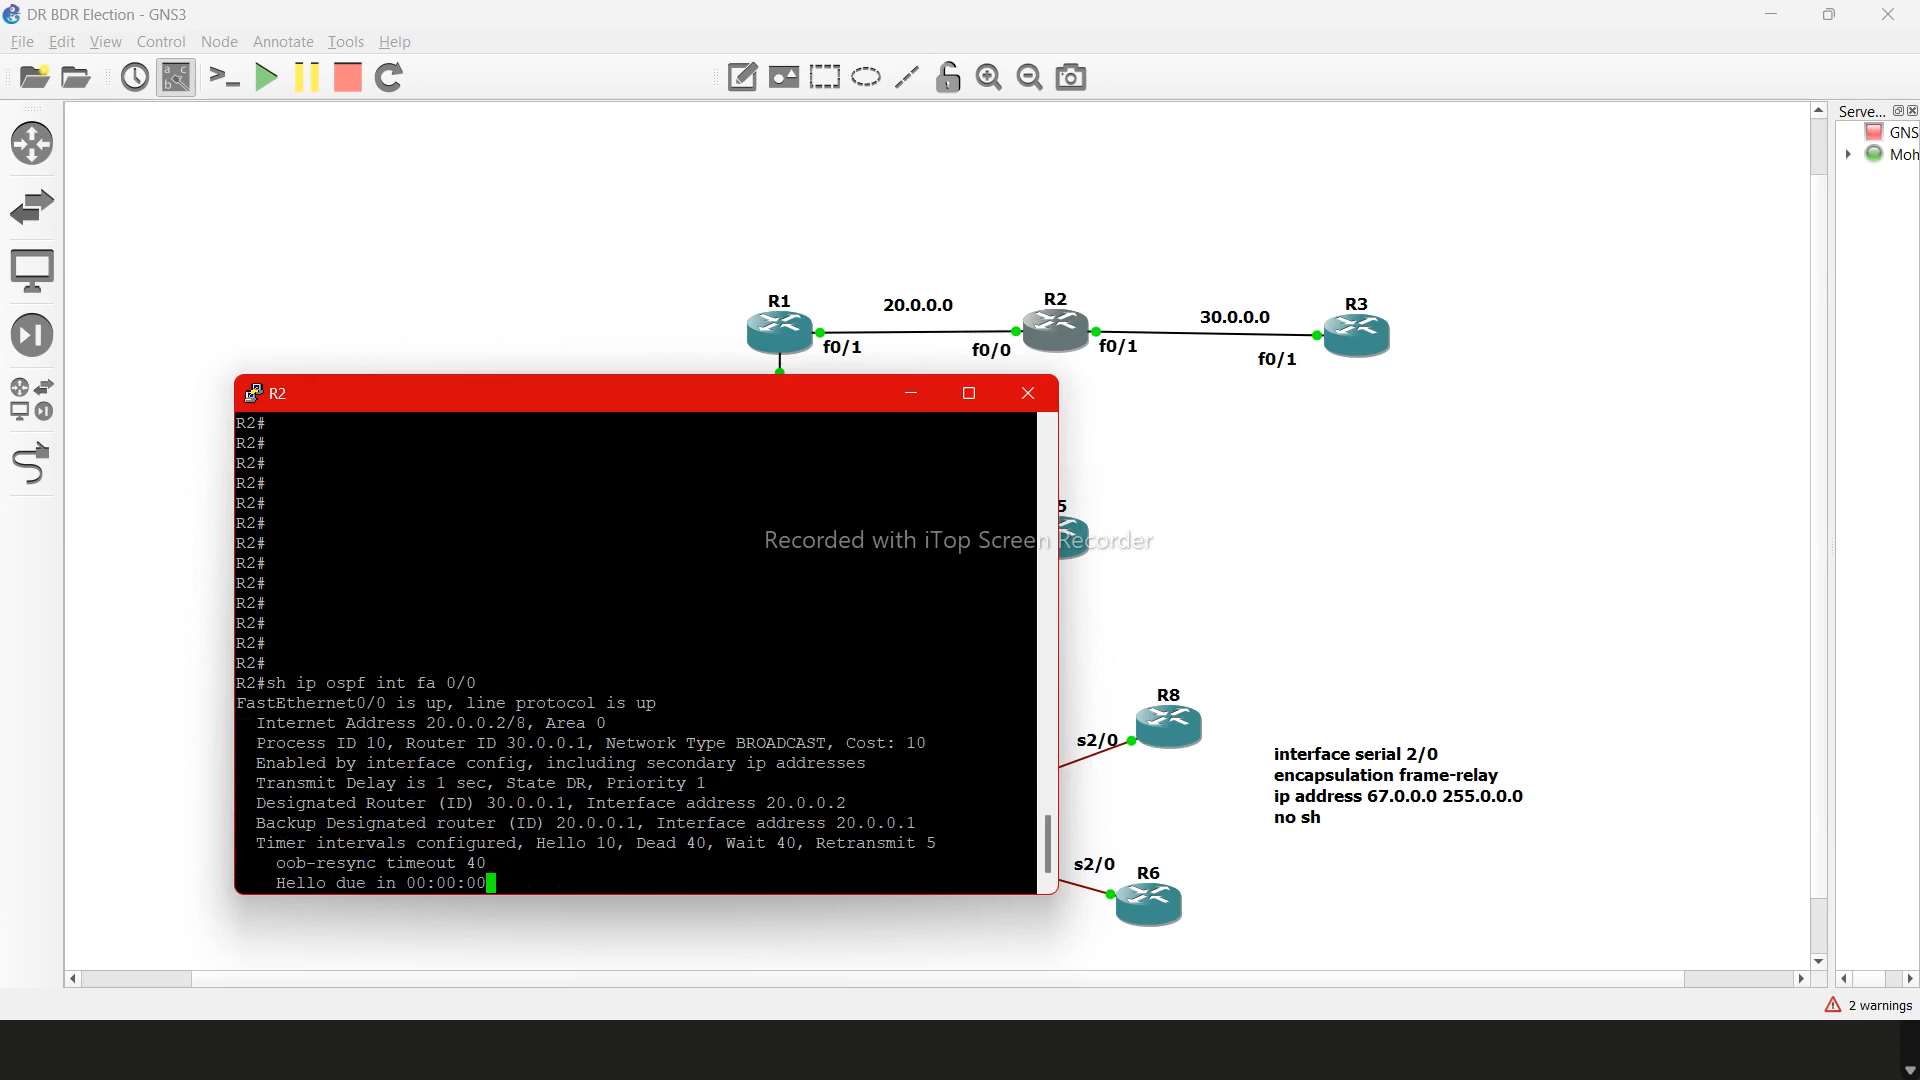 DR BDR Election - GNS3
File Edit View Control Node Annotate Tools Help
Serve...
GNS
Moh
R1
20.0.0.0
R2
30.0.0.0
R3
f0/1
f0/0
f0/1
f0/1
R2
R2#
R2#
R2#
R2#
R2#
R2#
R2#
R2#
R2#
R2#
R2#
R2#
R2#
R2#sh ip ospf int fa 0/0
FastEthernet0/0 is up, line protocol is up
Internet Address 20.0.0.2/8, Area 0
Process ID 10, Router ID 30.0.0.1, Network Type BROADCAST, Cost: 10
Enabled by interface config, including secondary ip addresses
Transmit Delay is 1 sec, State DR, Priority 1
Designated Router (ID) 30.0.0.1, Interface address 20.0.0.2
Backup Designated router (ID) 20.0.0.1, Interface address 20.0.0.1
Timer intervals configured, Hello 10, Dead 40, Wait 40, Retransmit 5
oob-resync timeout 40
Hello due in 00:00:00
5
Recorded with iTop Screen Recorder
R8
s2/0
interface serial 2/0
encapsulation frame-relay
ip address 67.0.0.0 255.0.0.0
no sh
s2/0
R6
2 warnings